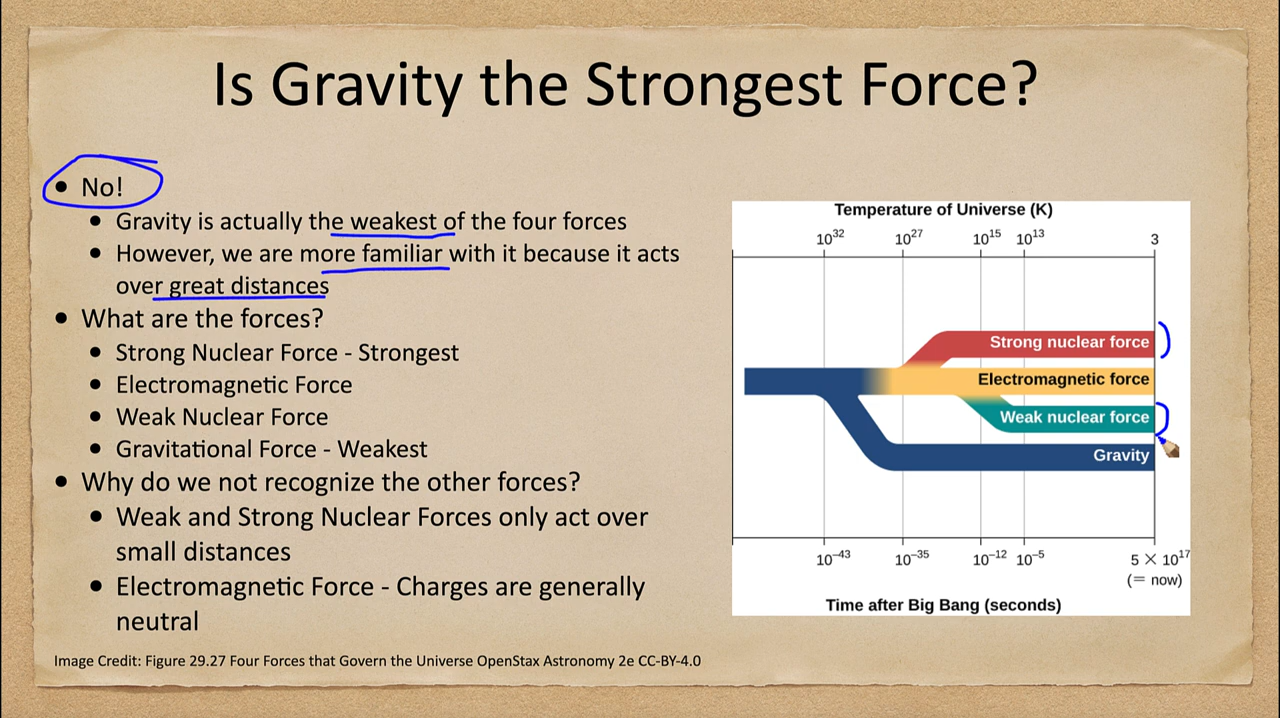 Is Gravity the Strongest Force?
• No!
• Gravity is actually the weakest of the four forces
• However, we are more familiar with it because it acts
over great distances
• What are the forces?
• Strong Nuclear Force - Strongest
• Electromagnetic Force
• Weak Nuclear Force
• Gravitational Force - Weakest
• Why do we not recognize the other forces?
• Weak and Strong Nuclear Forces only act over
small distances
• Electromagnetic Force - Charges are generally
neutral
Temperature of Universe (K)
10³² 10²⁷ 10¹⁵ 10¹³ 3
Strong nuclear force
Electromagnetic force
Weak nuclear force
Gravity
10⁻⁴³ 10⁻³⁵ 10⁻¹² 10⁻⁵ 5 × 10¹⁷
(= now)
Time after Big Bang (seconds)
Image Credit: Figure 29.27 Four Forces that Govern the Universe OpenStax Astronomy 2e CC-BY-4.0